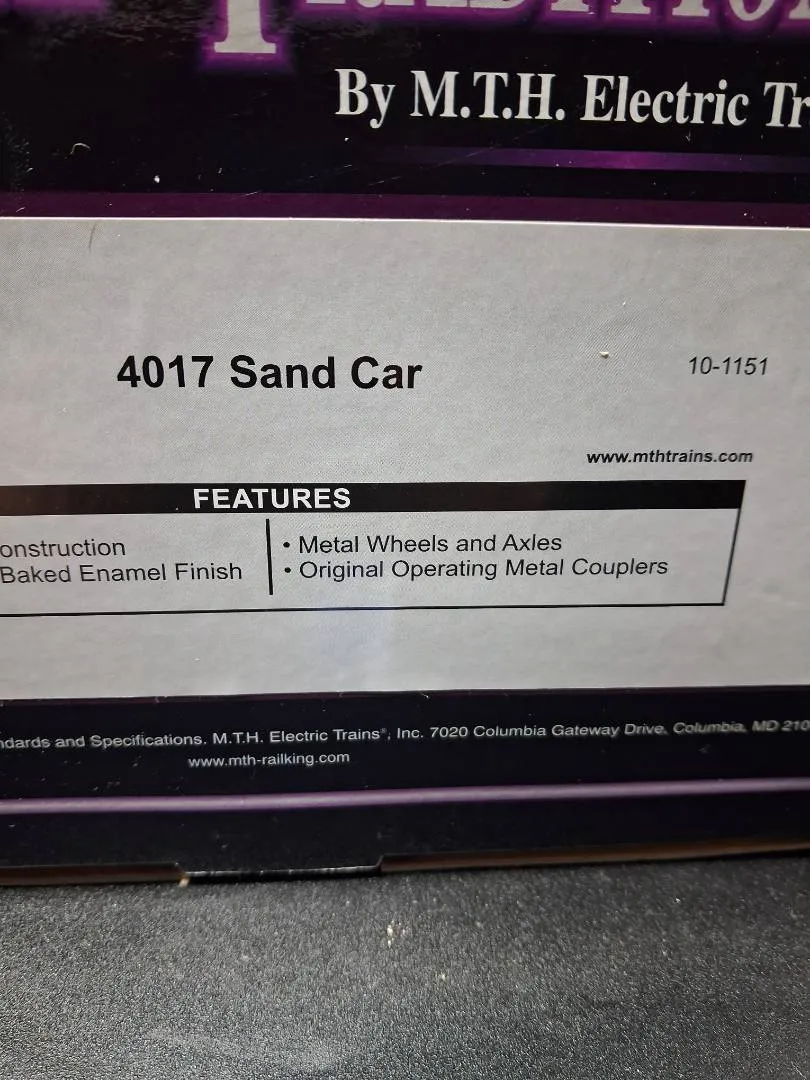 By M.T.H. Electric Tr
4017 Sand Car
10-1151
www.mthtrains.com
FEATURES
onstruction
Baked Enamel Finish
• Metal Wheels and Axles
• Original Operating Metal Couplers
ndards and Specifications. M.T.H. Electric Trains®, Inc. 7020 Columbia Gateway Drive, Columbia, MD 210
www.mth-railking.com